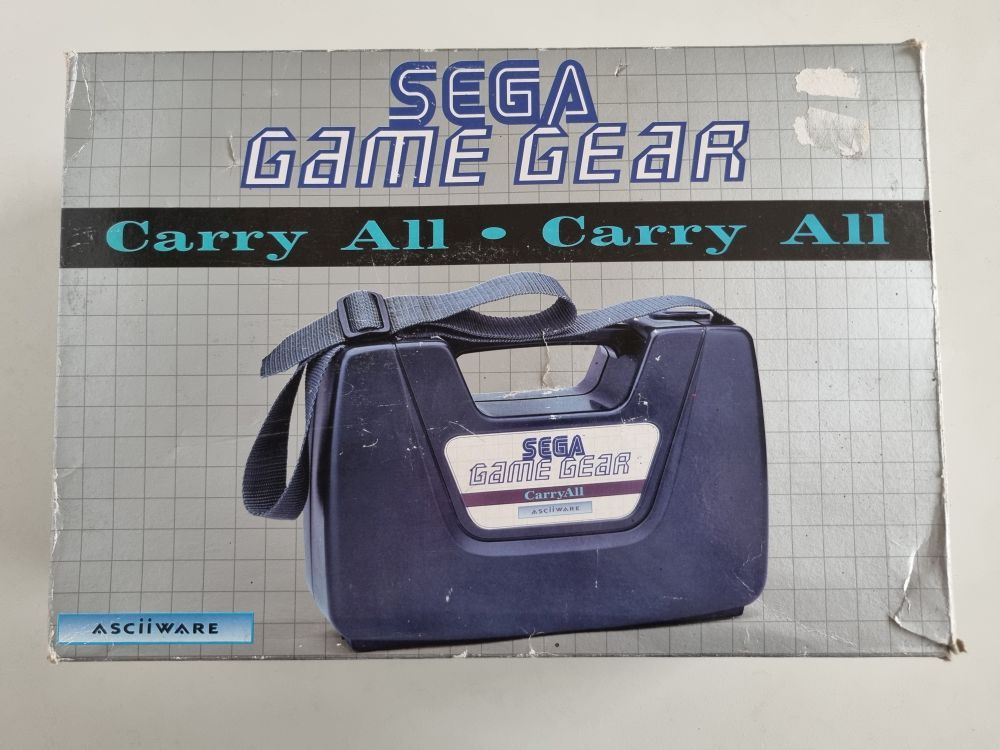 SEGA
GAME GEAR
Carry All • Carry All
SEGA
GAME GEAR
CarryAll
ASCIIWARE
ASCIIWARE